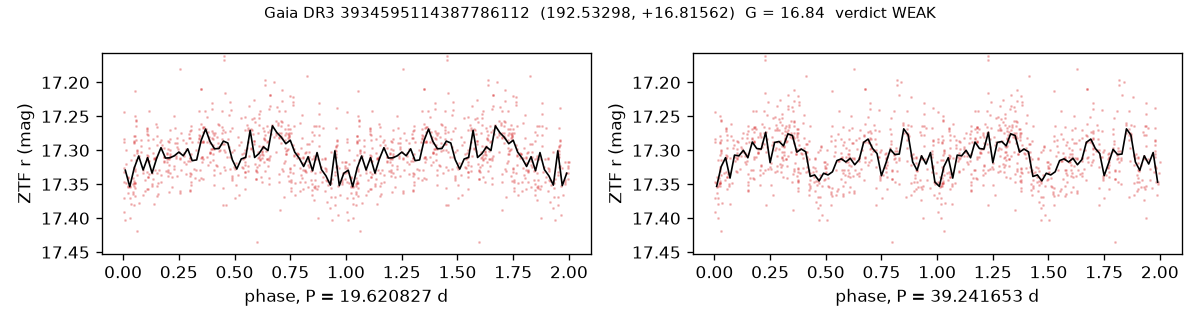 Gaia DR3 3934595114387786112  (192.53298, +16.81562)  G = 16.84  verdict WEAK
ZTF r (mag)
17.20
17.25
17.30
17.35
17.40
17.45
0.00 0.25 0.50 0.75 1.00 1.25 1.50 1.75 2.00
phase, P = 19.620827 d
ZTF r (mag)
17.20
17.25
17.30
17.35
17.40
17.45
0.00 0.25 0.50 0.75 1.00 1.25 1.50 1.75 2.00
phase, P = 39.241653 d